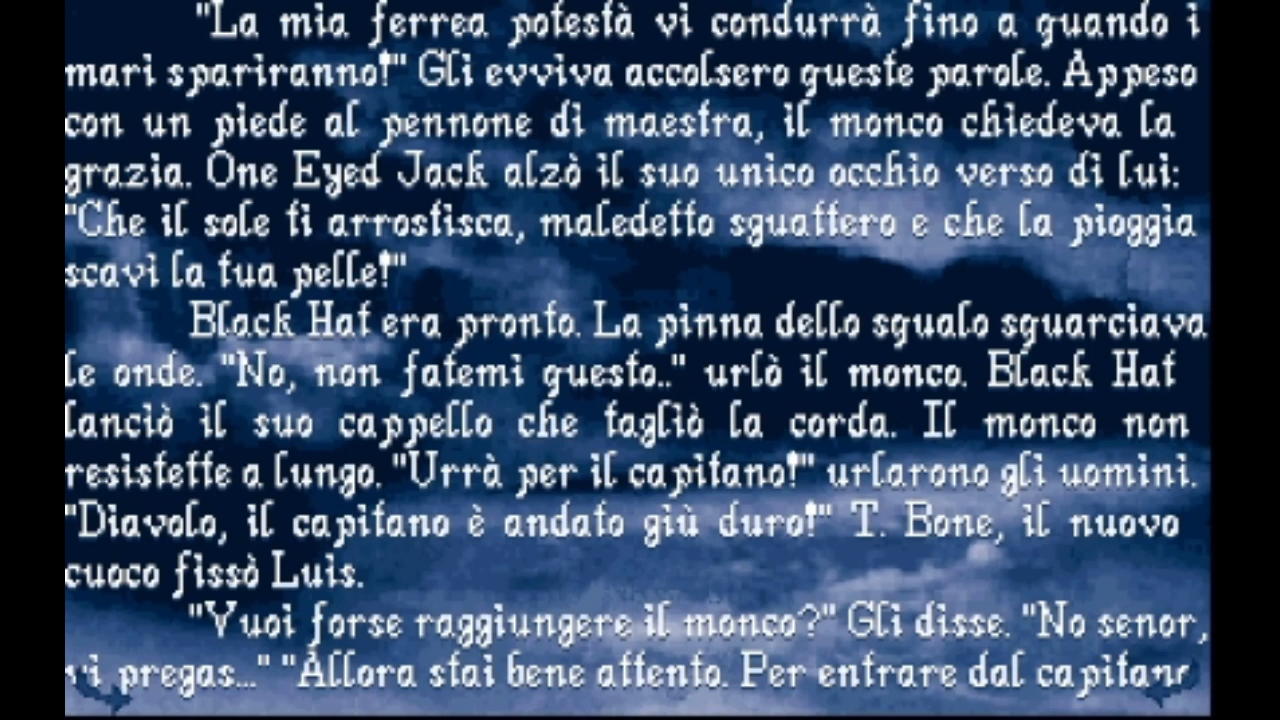 "La mia ferrea potestà vi condurrà fino a quando i
mari spariranno!" Gli evviva accolsero queste parole. Appeso
con un piede al pennone di maestra, il monco chiedeva la
grazia. One Eyed Jack alzò il suo unico occhio verso di lui:
"Che il sole ti arrostisca, maledetto sguattero e che la pioggia
scavi la tua pelle!"
Black Hat era pronto. La pinna dello squalo squarciava
le onde. "No, non fatemi questo.." urlò il monco. Black Hat
lanciò il suo cappello che tagliò la corda. Il monco non
resistette a lungo. "Urrà per il capitano!" urlarono gli uomini.
"Diavolo, il capitano è andato giù duro!" T. Bone, il nuovo
cuoco fissò Luis.
"Vuoi forse raggiungere il monco?" Gli disse. "No senor,
vi pregas..." "Allora stai bene attento. Per entrare dal capitano